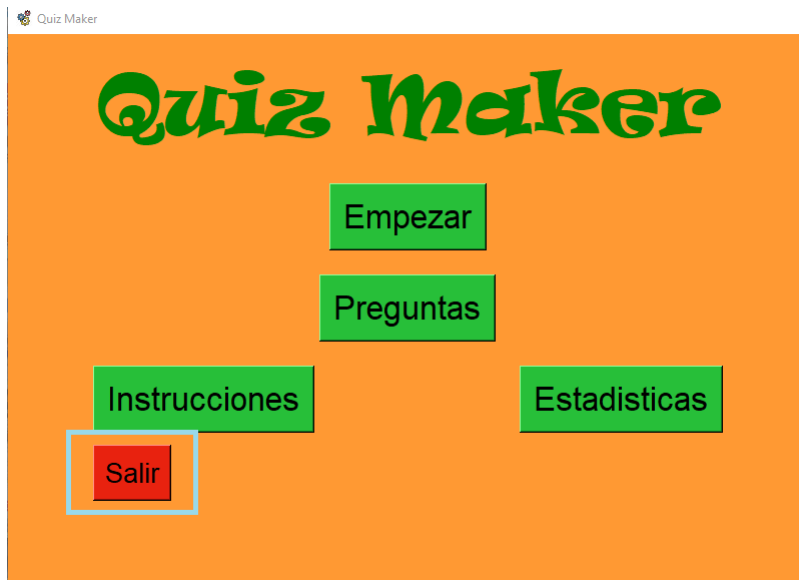 Quiz Maker
Quiz Maker
Empezar
Preguntas
Instrucciones
Estadisticas
Salir